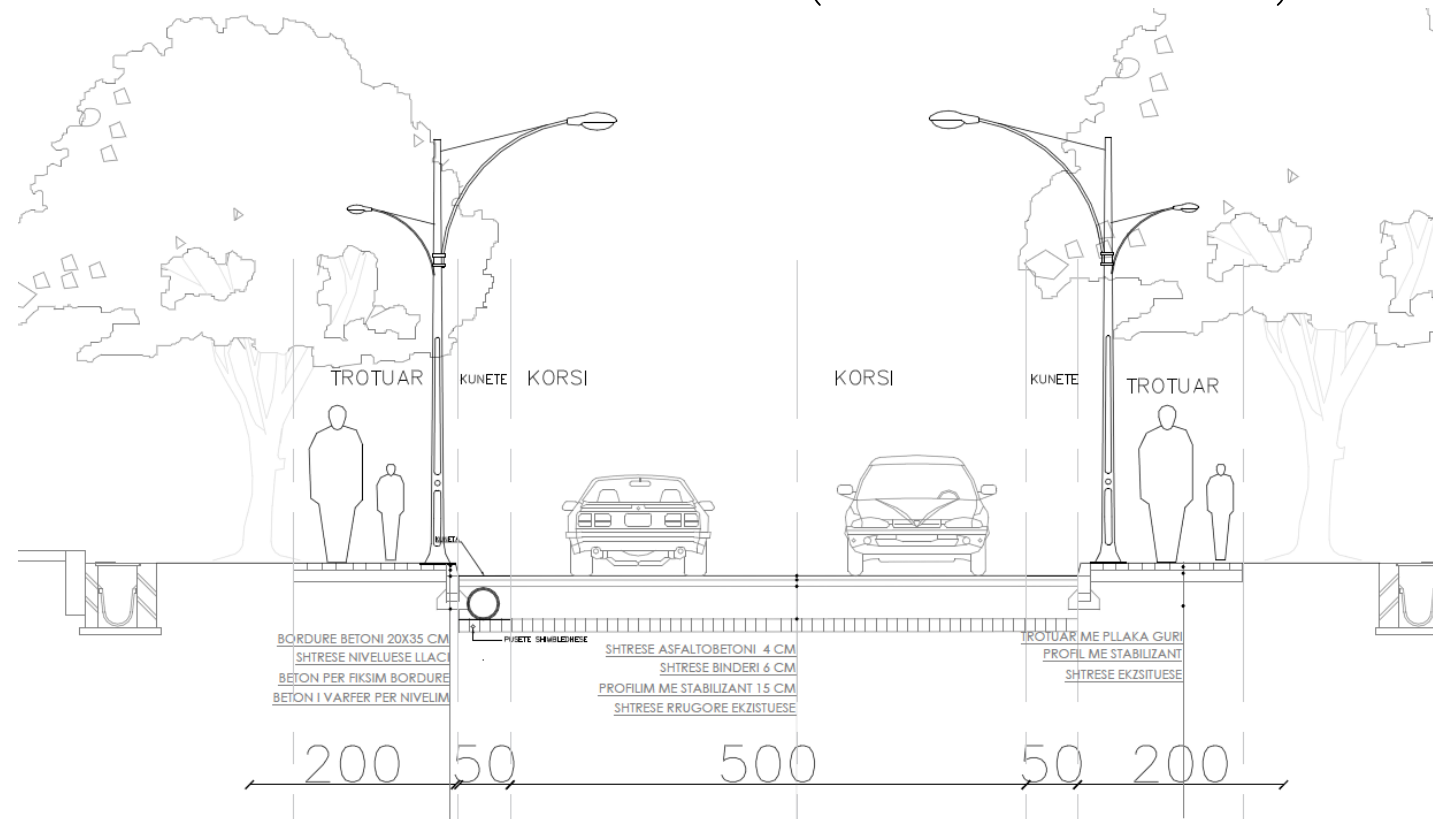 TROTUAR KUNETE KORSI KORSI KUNETE TROTUAR
KUNETA
PUSETE SHIMBLEDHESE
BORDURE BETONI 20X35 CM
SHTRESE NIVELUESE LLACI
BETON PER FIKSIM BORDURE
BETON I VARFER PER NIVELIM
SHTRESE ASFALTOBETONI 4 CM
SHTRESE BINDERI 6 CM
PROFILIM ME STABILIZANT 15 CM
SHTRESE RRUGORE EKZISTUESE
TROTUAR ME PLLAKA GURI
PROFIL ME STABILIZANT
SHTRESE EKZSITUESE
200 50 500 50 200